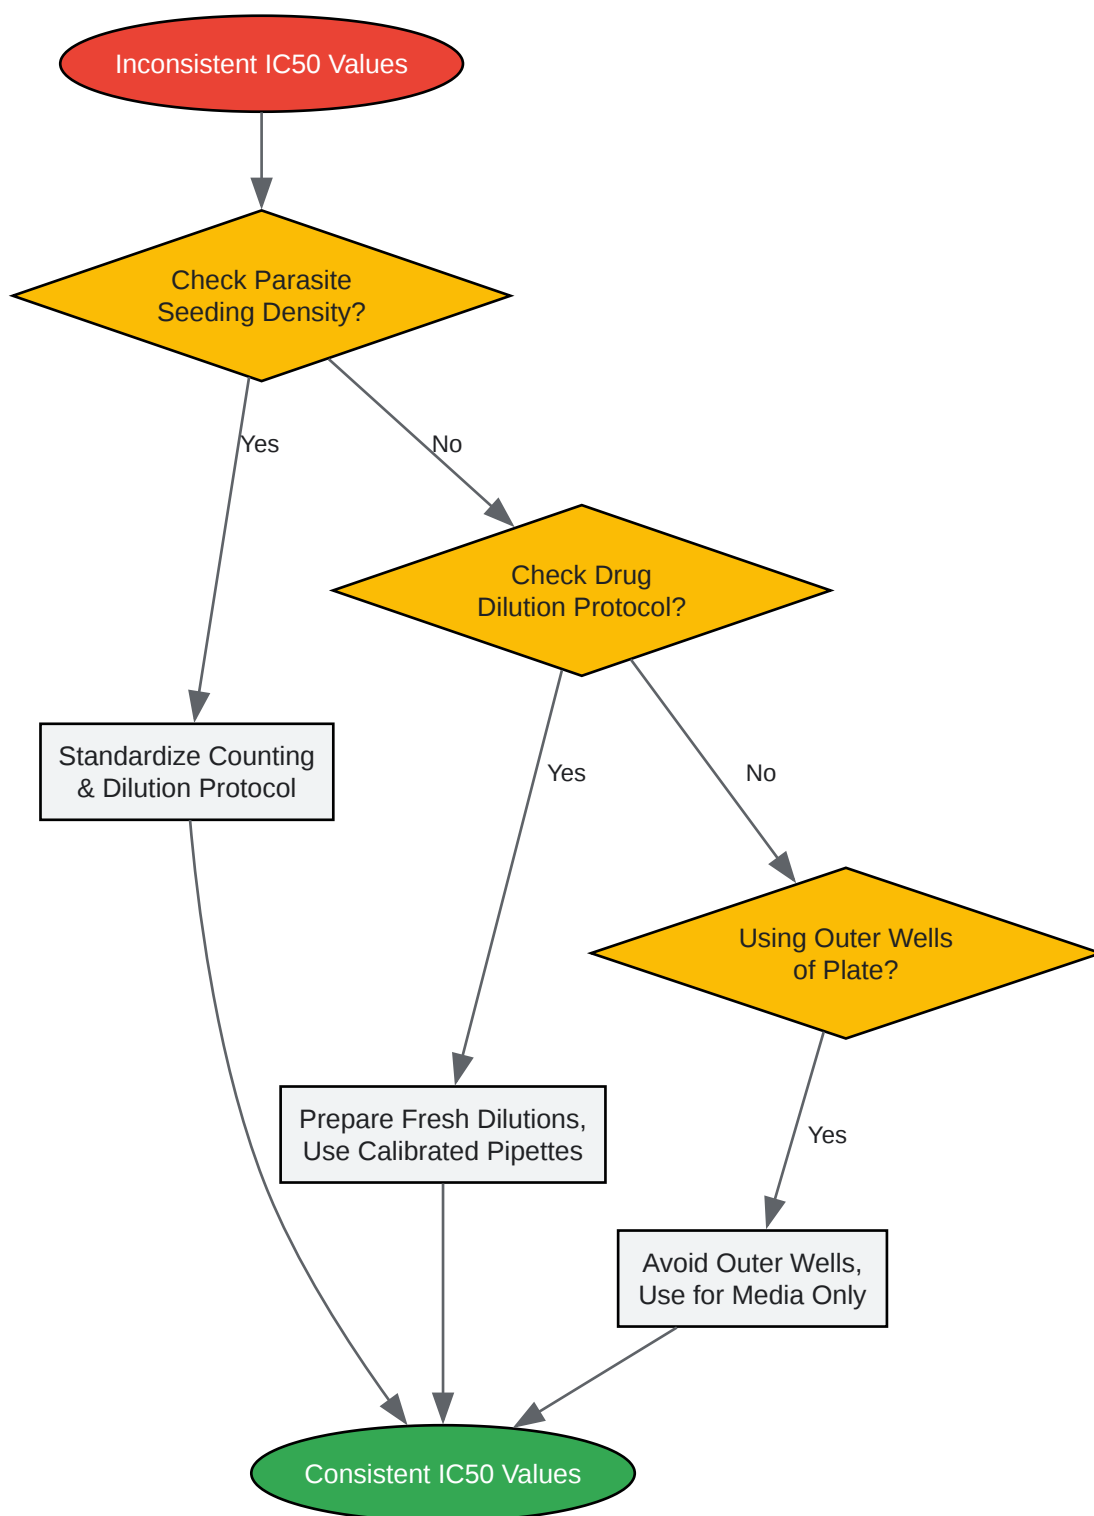 Inconsistent IC50 Values
Check Parasite
Seeding Density?
Yes
No
Check Drug
Dilution Protocol?
Standardize Counting
& Dilution Protocol
Yes
No
Using Outer Wells
of Plate?
Prepare Fresh Dilutions,
Use Calibrated Pipettes
Yes
Avoid Outer Wells,
Use for Media Only
Consistent IC50 Values